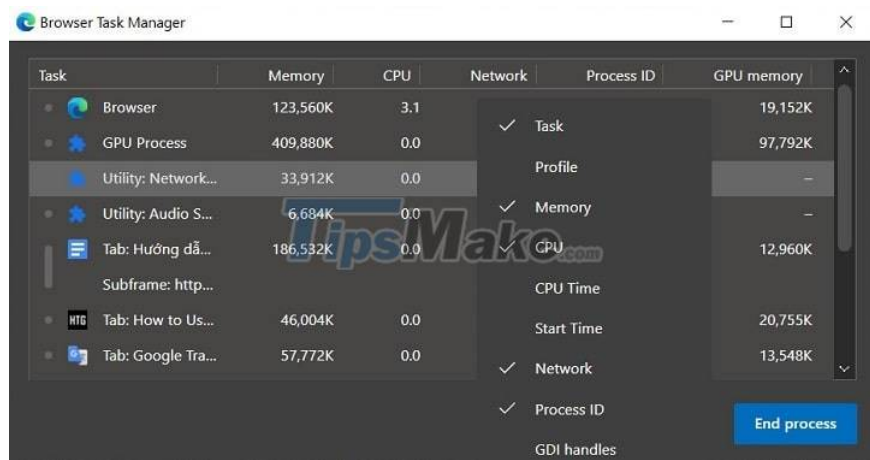 Browser Task Manager
Task Memory CPU Network Process ID GPU memory
Browser 123,560K 3.1 19,152K
Task
GPU Process 409,880K 0.0 97,792K
Profile
Utility: Network... 33,912K 0.0 –
Memory
Utility: Audio S... 6,684K 0.0 –
TipsMake.com
CPU
Tab: Hướng dẫ... 186,532K 0.0 12,960K
Subframe: http...
CPU Time
Tab: How to Us... 46,004K 0.0 20,755K
HTG
Start Time
Tab: Google Tra... 57,772K 0.0 13,548K
Network
Process ID
End process
GDI handles